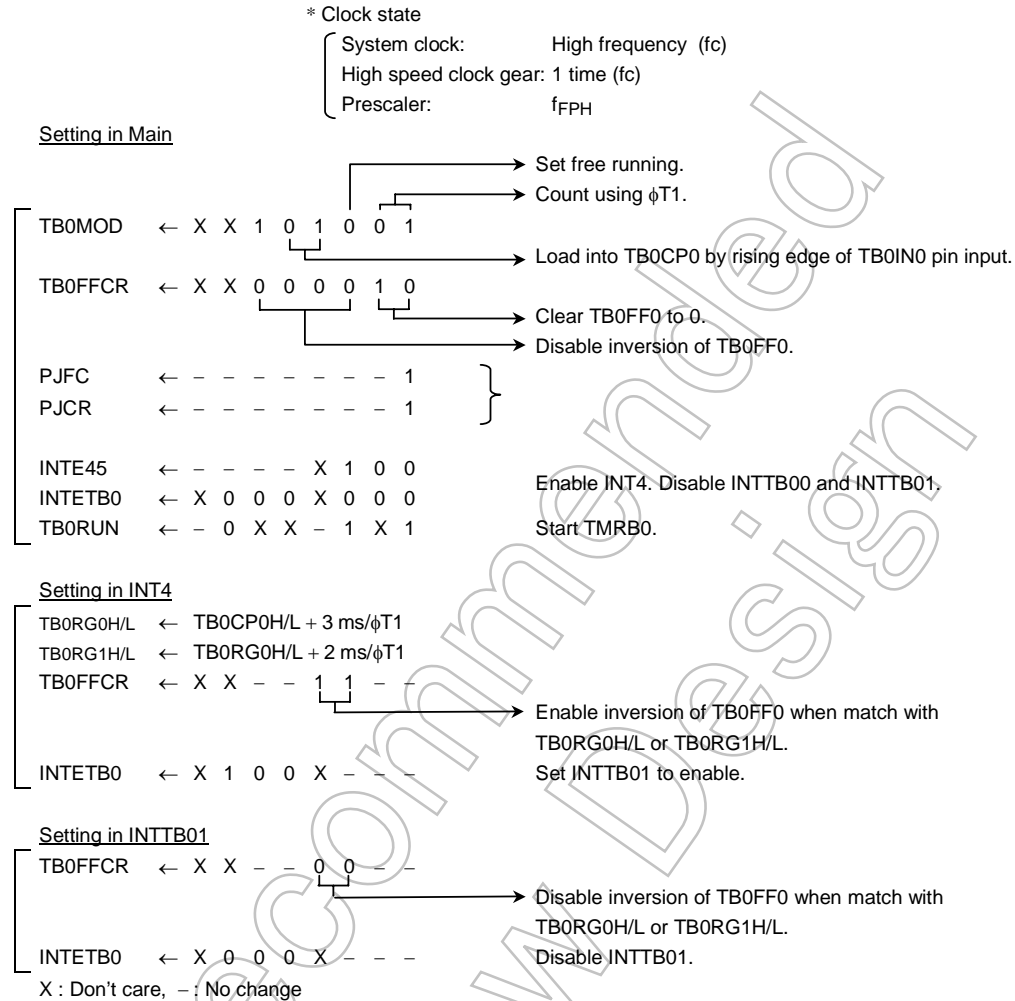 * Clock state
System clock: High frequency (fc)
High speed clock gear: 1 time (fc)
Prescaler: fFPH
Setting in Main
Set free running.
Count using ϕT1.
TB0MOD ← X X 1 0 1 0 0 1
Load into TB0CP0 by rising edge of TB0IN0 pin input.
TB0FFCR ← X X 0 0 0 0 1 0
Clear TB0FF0 to 0.
Disable inversion of TB0FF0.
PJFC ← − − − − − − − 1
PJCR ← − − − − − − − 1
INTE45 ← − − − − X 1 0 0
Enable INT4. Disable INTTB00 and INTTB01.
INTETB0 ← X 0 0 0 X 0 0 0
TB0RUN ← − 0 X X − 1 X 1 Start TMRB0.
Setting in INT4
TB0RG0H/L ← TB0CP0H/L + 3 ms/ϕT1
TB0RG1H/L ← TB0RG0H/L + 2 ms/ϕT1
TB0FFCR ← X X − − 1 1 − −
Enable inversion of TB0FF0 when match with
TB0RG0H/L or TB0RG1H/L.
INTETB0 ← X 1 0 0 X − − − Set INTTB01 to enable.
Setting in INTTB01
TB0FFCR ← X X − − 0 0 − −
Disable inversion of TB0FF0 when match with
TB0RG0H/L or TB0RG1H/L.
INTETB0 ← X 0 0 0 X − − − Disable INTTB01.
X : Don't care, − : No change
ecommended
w Design